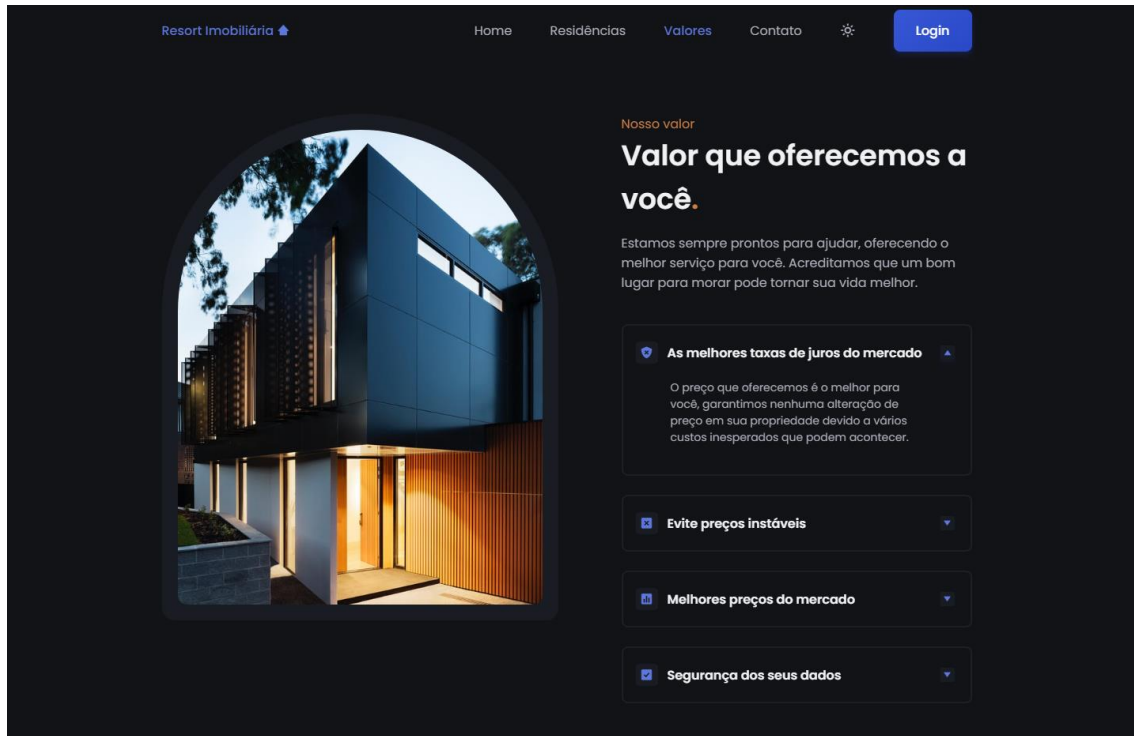 Resort Imobiliária
Home
Residências
Valores
Contato
Login
Nosso valor
Valor que oferecemos a
você.
Estamos sempre prontos para ajudar, oferecendo o
melhor serviço para você. Acreditamos que um bom
lugar para morar pode tornar sua vida melhor.
As melhores taxas de juros do mercado
O preço que oferecemos é o melhor para
você, garantimos nenhuma alteração de
preço em sua propriedade devido a vários
custos inesperados que podem acontecer.
Evite preços instáveis
Melhores preços do mercado
Segurança dos seus dados